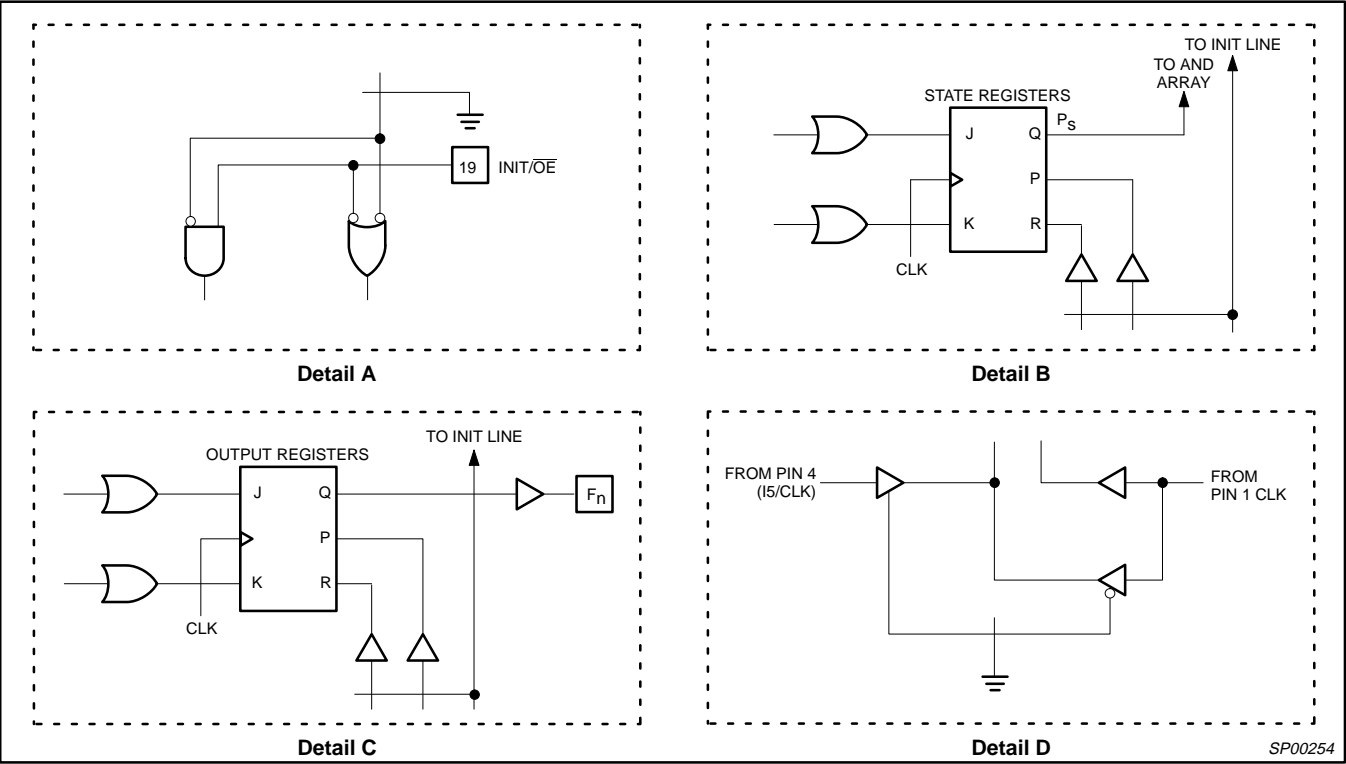 19
INIT/O̅E̅
Detail A
TO INIT LINE
TO AND
ARRAY
STATE REGISTERS
J
Q
PS
P
K
R
CLK
Detail B
TO INIT LINE
OUTPUT REGISTERS
J
Q
Fn
P
K
R
CLK
Detail C
FROM PIN 4
(I5/CLK)
FROM
PIN 1 CLK
Detail D
SP00254